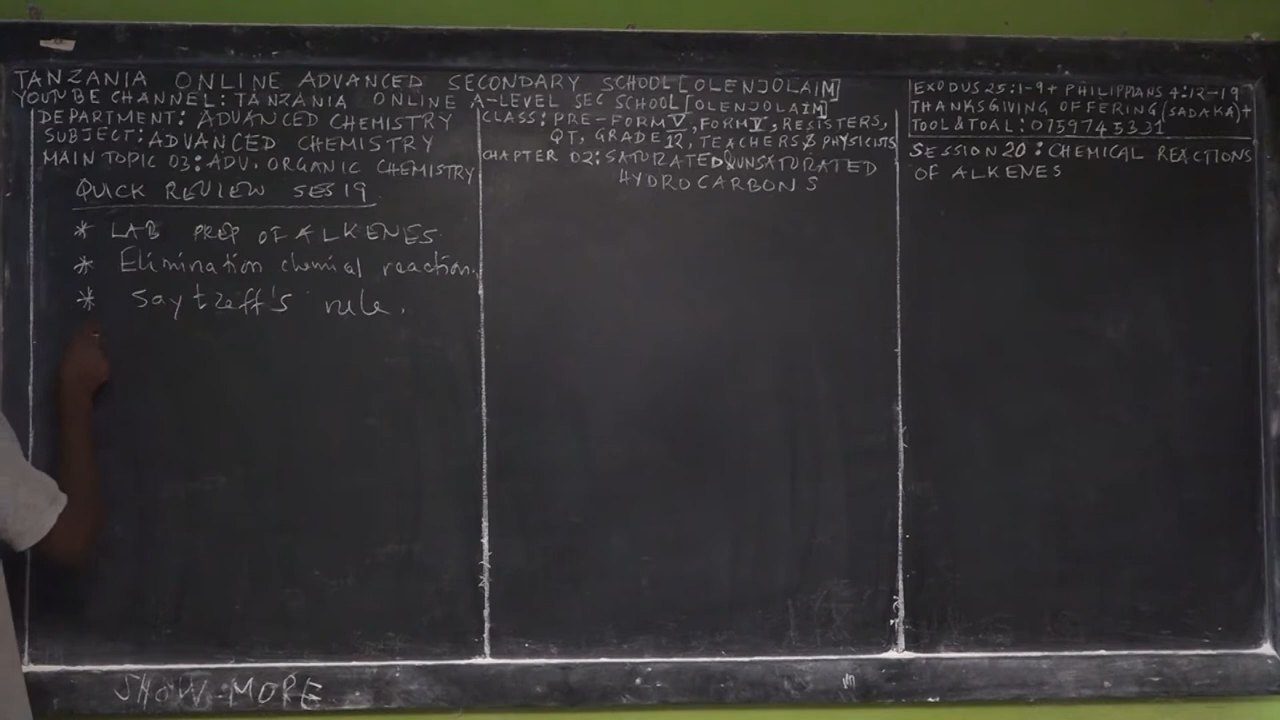 TANZANIA ONLINE ADVANCED SECONDARY SCHOOL [OLENJOLAIM]
YOUTUBE CHANNEL: TANZANIA ONLINE A-LEVEL SEC SCHOOL [OLENJOLAIM]
DEPARTMENT: ADVANCED CHEMISTRY
SUBJECT: ADVANCED CHEMISTRY
MAIN TOPIC 03: ADV. ORGANIC CHEMISTRY
QUICK REVIEW SES 19
* LAB PREP OF ALKENES.
* Elimination chemical reaction.
* Saytzeff's rule.
CLASS: PRE-FORM V, FORM V, RESISTERS,
QT, GRADE 12, TEACHERS & PHYSICISTS
CHAPTER 02: SATURATED & UNSATURATED
HYDROCARBONS
EXODUS 25:1-9 + PHILIPPIANS 4:12-19
THANKSGIVING OFFERING (SADAKA) +
TOOL & TOAL: 0759745331
SESSION 20: CHEMICAL REACTIONS
OF ALKENES
SHOW MORE